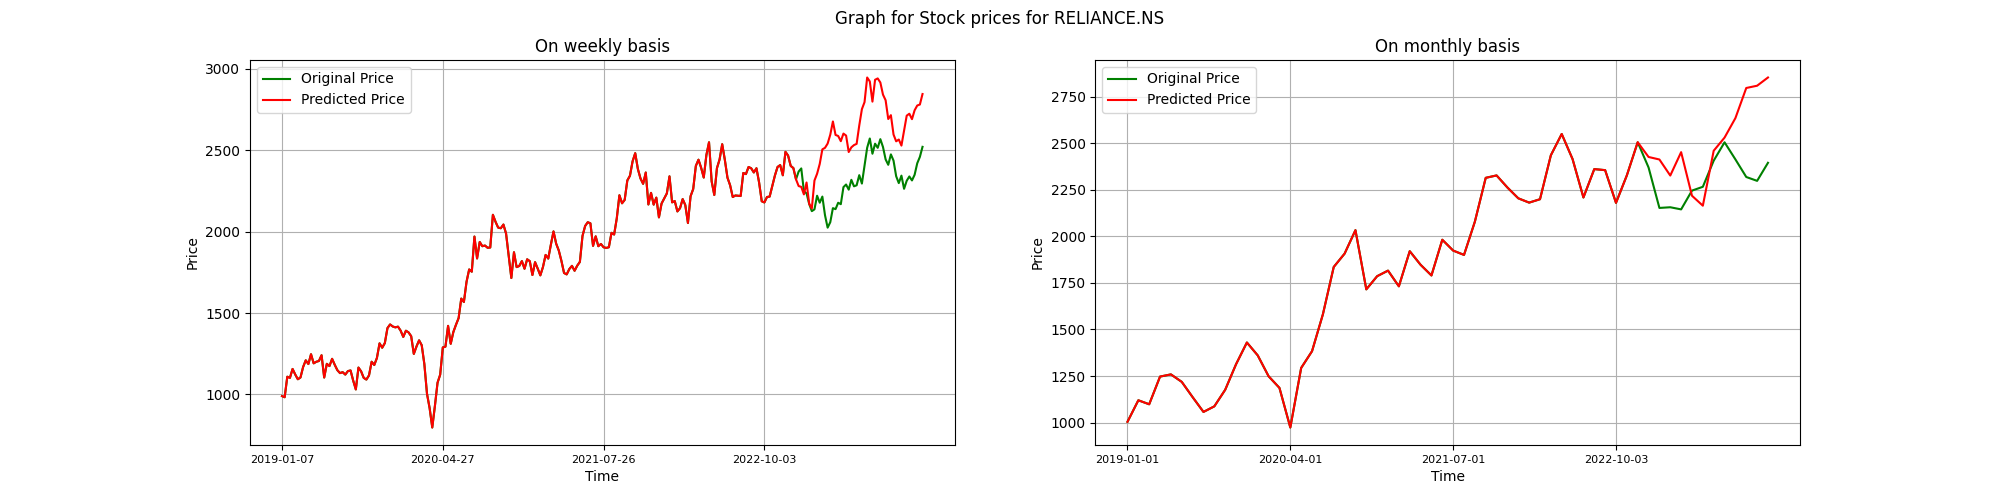 Graph for Stock prices for RELIANCE.NS
On weekly basis
Original Price
Predicted Price
3000
2500
2000
1500
1000
Price
2019-01-07
2020-04-27
2021-07-26
2022-10-03
Time
On monthly basis
Original Price
Predicted Price
2750
2500
2250
2000
1750
1500
1250
1000
Price
2019-01-01
2020-04-01
2021-07-01
2022-10-03
Time